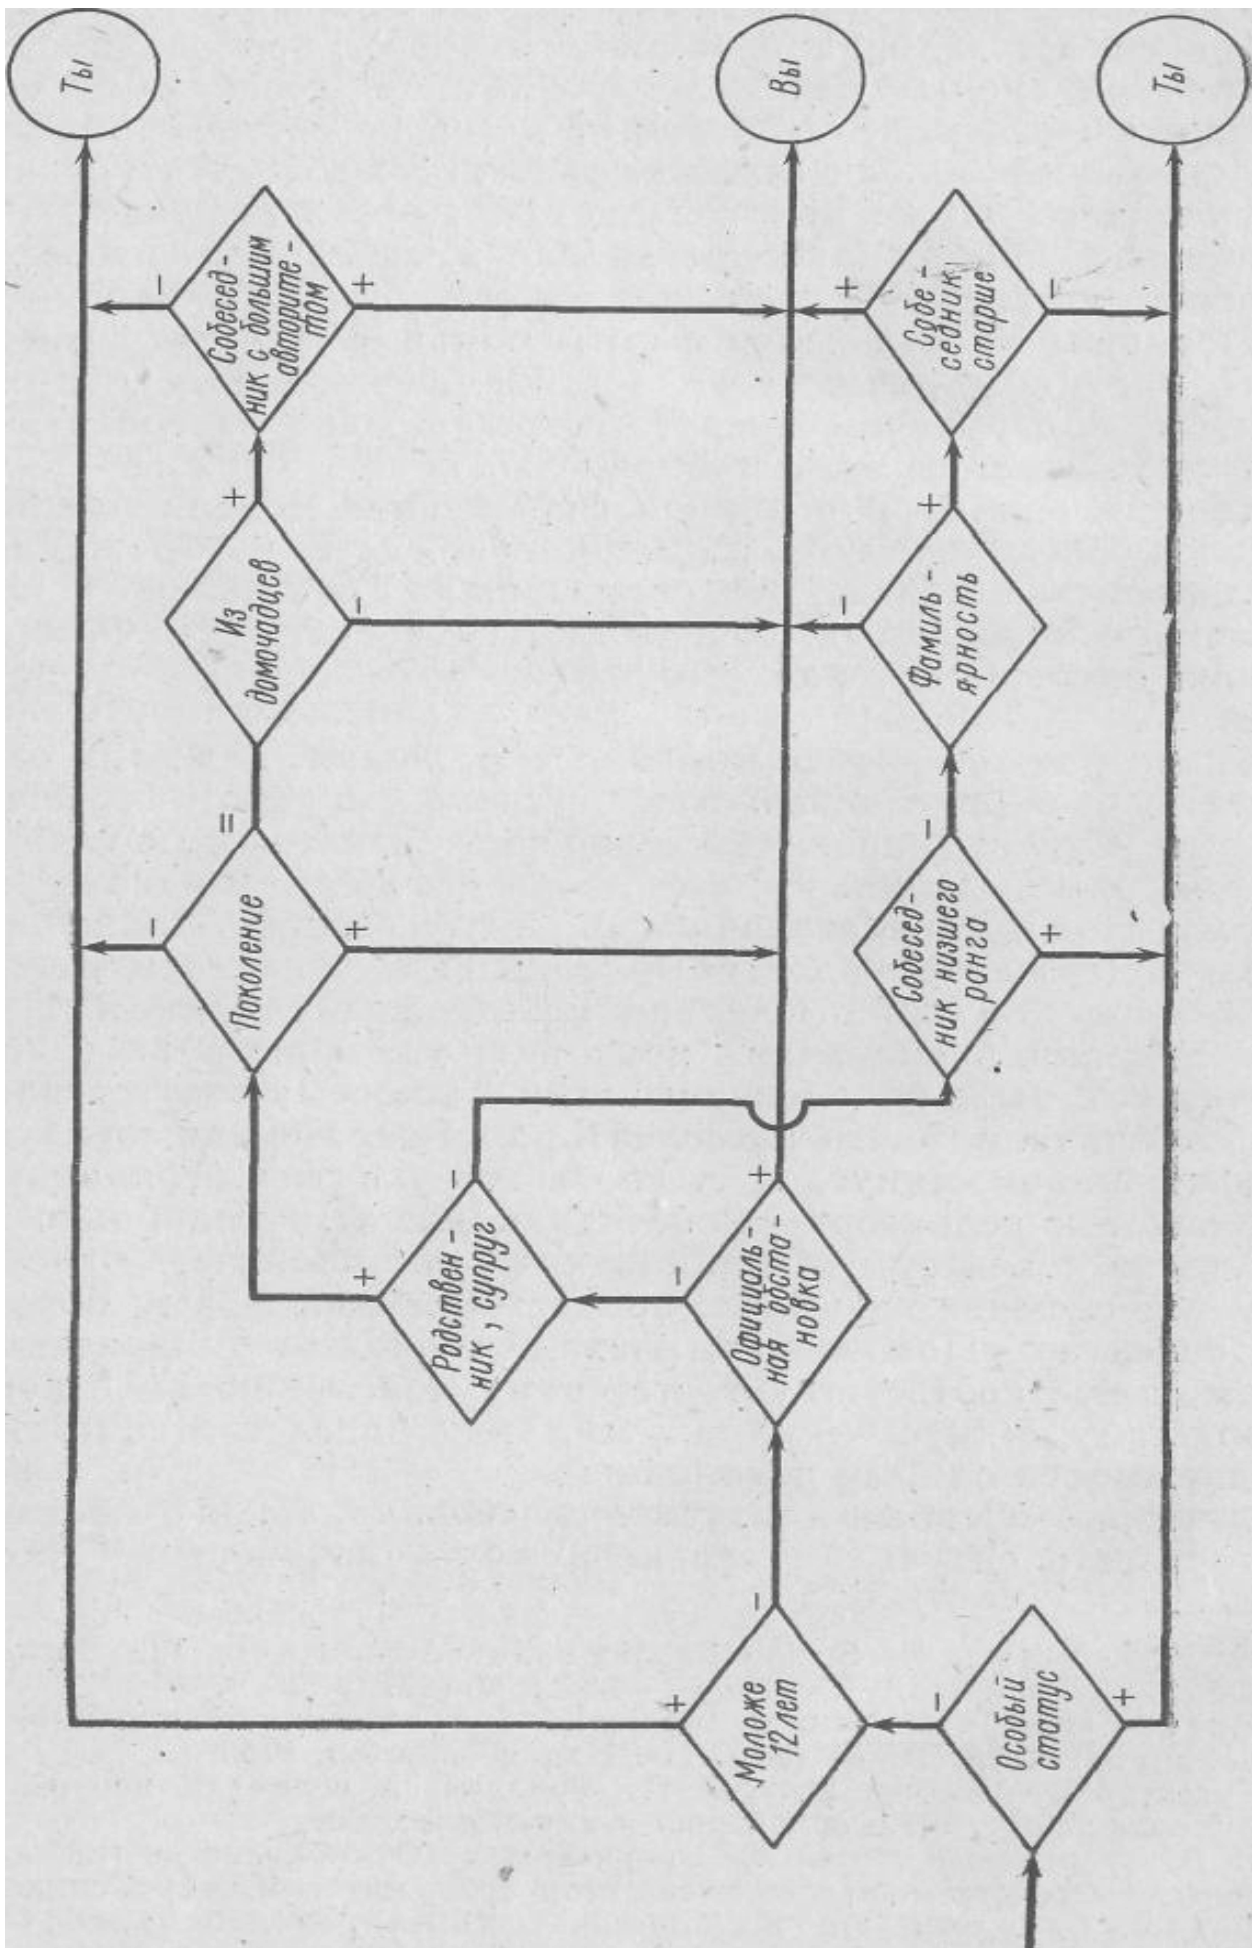 Особый
статус
+
-
Моложе
12 лет
+
-
Официаль-
ная обста-
новка
+
-
Родствен-
ник, супруг
+
-
Поколение
-
+
=
Из
домочадцев
-
+
Собесед-
ник с большим
авторите-
том
-
+
Собесед-
ник низшего
ранга
+
-
Фамиль-
ярность
-
+
Собе-
седник
старше
+
-
Ты
Вы
Ты